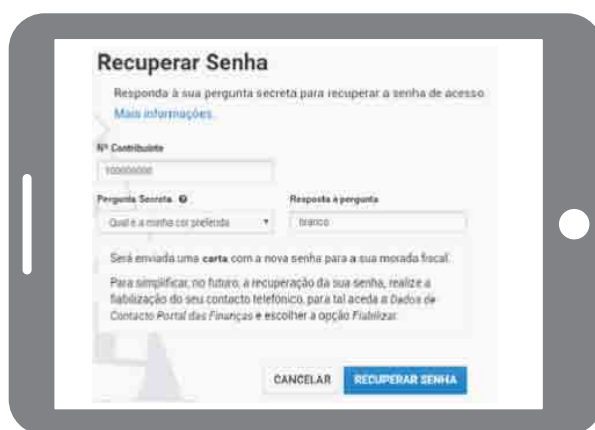 Recuperar Senha
Responda à sua pergunta secreta para recuperar a senha de acesso.
Mais informações.
Nº Contribuinte
100000000
Pergunta Secreta
Resposta à pergunta
Qual é a minha cor preferida
branco
Será enviada uma carta com a nova senha para a sua morada fiscal.
Para simplificar, no futuro, a recuperação da sua senha, realize a
fiabilização do seu contacto telefónico, para tal aceda a Dados de
Contacto Portal das Finanças e escolher a opção Fiabilizar.
CANCELAR
RECUPERAR SENHA